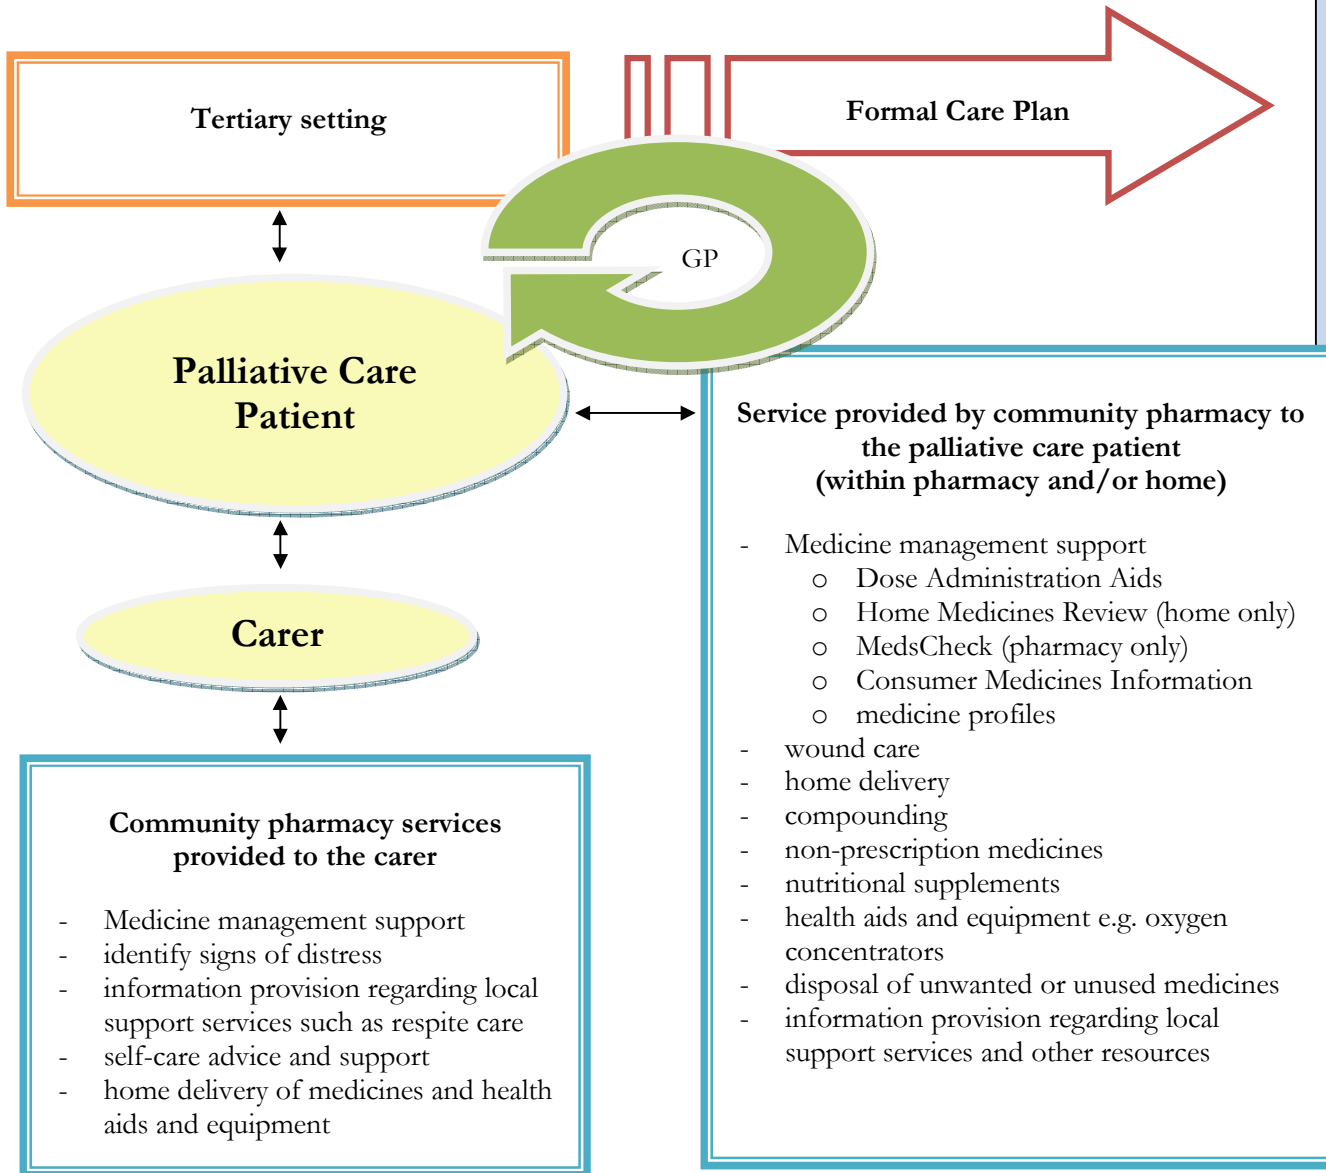 Tertiary setting
Formal Care Plan
GP
Palliative Care
Patient
Carer
Community pharmacy services
provided to the carer
- Medicine management support
- identify signs of distress
- information provision regarding local
support services such as respite care
- self-care advice and support
- home delivery of medicines and health
aids and equipment
Service provided by community pharmacy to
the palliative care patient
(within pharmacy and/or home)
- Medicine management support
o Dose Administration Aids
o Home Medicines Review (home only)
o MedsCheck (pharmacy only)
o Consumer Medicines Information
o medicine profiles
- wound care
- home delivery
- compounding
- non-prescription medicines
- nutritional supplements
- health aids and equipment e.g. oxygen
concentrators
- disposal of unwanted or unused medicines
- information provision regarding local
support services and other resources